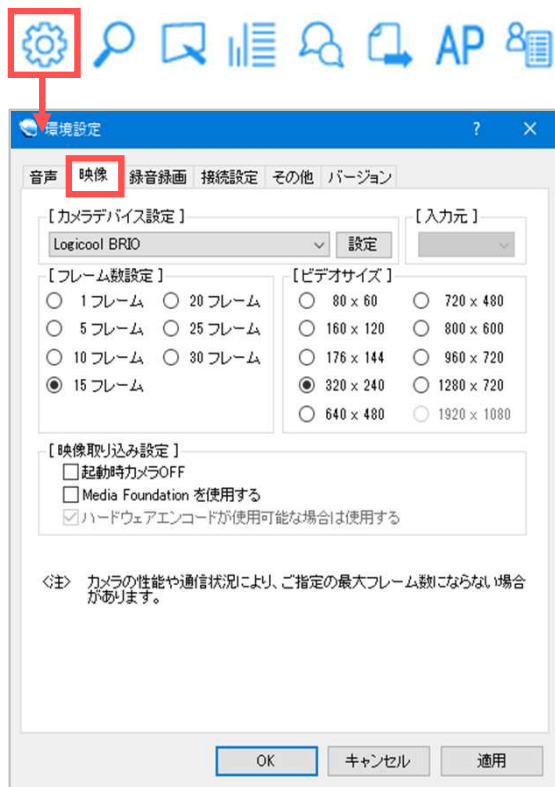 AP
環境設定
? ×
音声 映像 録音録画 接続設定 その他 バージョン
[カメラデバイス設定]
Logicool BRIO
設定
[入力元]
[フレーム数設定]
1 フレーム 20 フレーム
5 フレーム 25 フレーム
10 フレーム 30 フレーム
15 フレーム
[ビデオサイズ]
80 x 60 720 x 480
160 x 120 800 x 600
176 x 144 960 x 720
320 x 240 1280 x 720
640 x 480 1920 x 1080
[映像取り込み設定]
起動時カメラOFF
Media Foundation を使用する
ハードウェアエンコードが使用可能な場合は使用する
<注> カメラの性能や通信状況により、ご指定の最大フレーム数にならない場合
があります。
OK キャンセル 適用